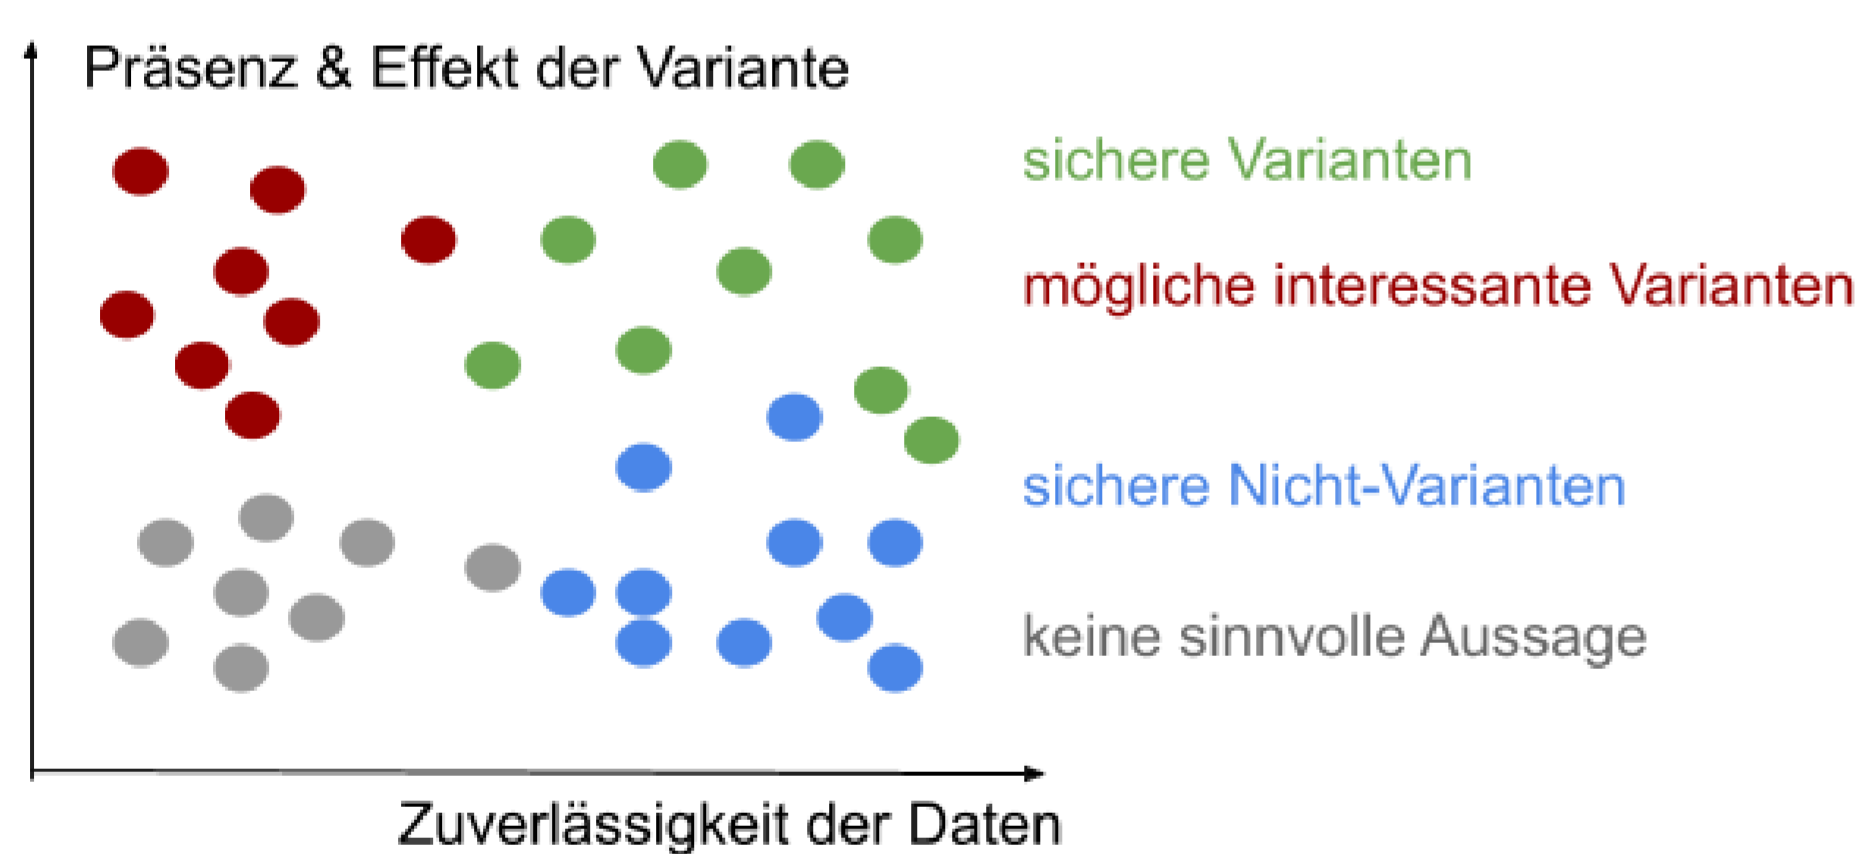 Präsenz & Effekt der Variante
sichere Varianten
mögliche interessante Varianten
sichere Nicht-Varianten
keine sinnvolle Aussage
Zuverlässigkeit der Daten